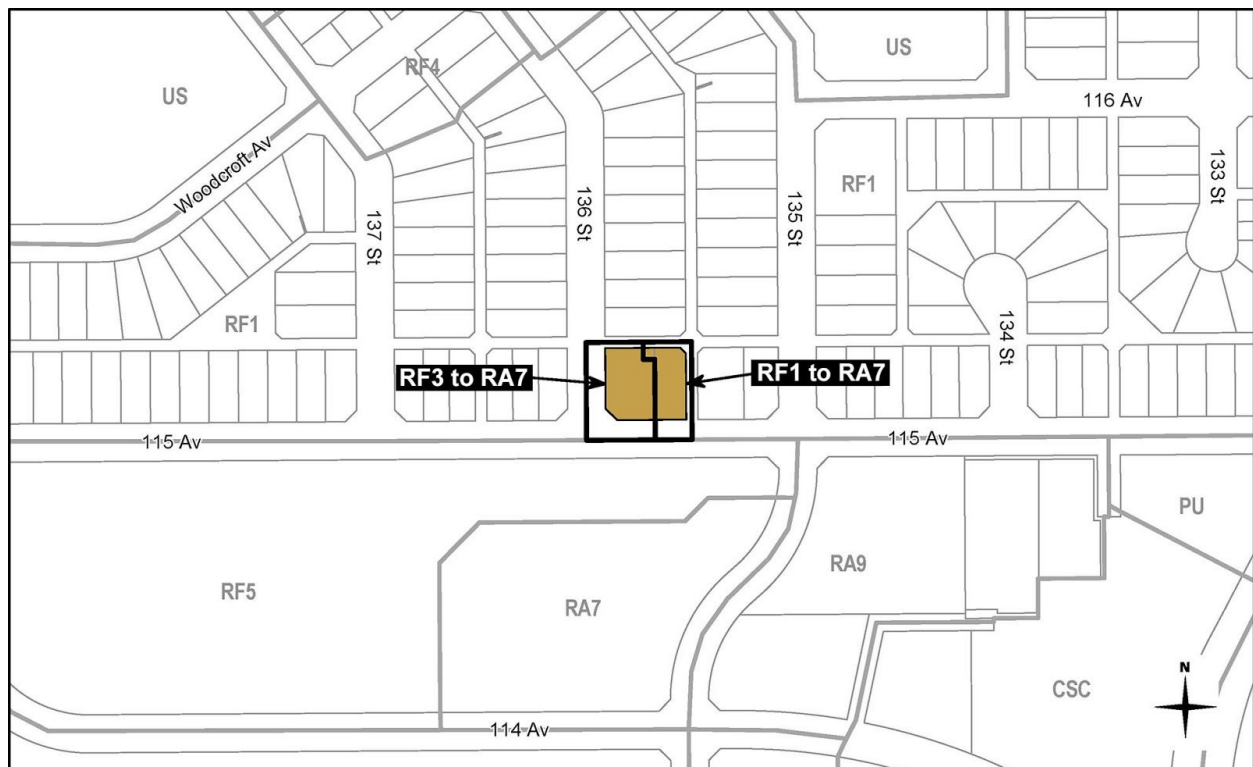 US
RF4
US
116 Av
Woodcroft Av
133 St
RF1
136 St
135 St
137 St
134 St
RF1
RF3 to RA7
RF1 to RA7
115 Av
115 Av
PU
RA9
RF5
RA7
N
CSC
114 Av